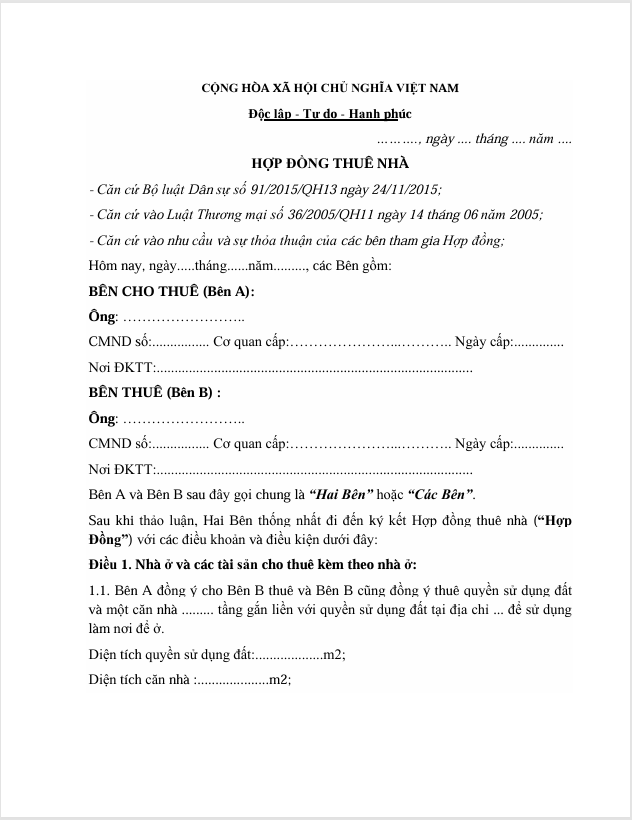 CỘNG HÒA XÃ HỘI CHỦ NGHĨA VIỆT NAM
Độc lập - Tự do - Hạnh phúc
………., ngày .... tháng .... năm ....
HỢP ĐỒNG THUÊ NHÀ
- Căn cứ Bộ luật Dân sự số 91/2015/QH13 ngày 24/11/2015;
- Căn cứ vào Luật Thương mại số 36/2005/QH11 ngày 14 tháng 06 năm 2005;
- Căn cứ vào nhu cầu và sự thỏa thuận của các bên tham gia Hợp đồng;
Hôm nay, ngày.....tháng......năm........., các Bên gồm:
BÊN CHO THUÊ (Bên A):
Ông: ……………………..
CMND số:................ Cơ quan cấp:…………………..……….. Ngày cấp:..............
Nơi ĐKTT:.........................................................................................
BÊN THUÊ (Bên B) :
Ông: ……………………..
CMND số:................ Cơ quan cấp:…………………..……….. Ngày cấp:..............
Nơi ĐKTT:.........................................................................................
Bên A và Bên B sau đây gọi chung là “Hai Bên” hoặc “Các Bên”.
Sau khi thảo luận, Hai Bên thống nhất đi đến ký kết Hợp đồng thuê nhà (“Hợp
Đồng”) với các điều khoản và điều kiện dưới đây:
Điều 1. Nhà ở và các tài sản cho thuê kèm theo nhà ở:
1.1. Bên A đồng ý cho Bên B thuê và Bên B cũng đồng ý thuê quyền sử dụng đất
và một căn nhà ......... tầng gắn liền với quyền sử dụng đất tại địa chỉ ... để sử dụng
làm nơi để ở.
Diện tích quyền sử dụng đất:...................m2;
Diện tích căn nhà :....................m2;